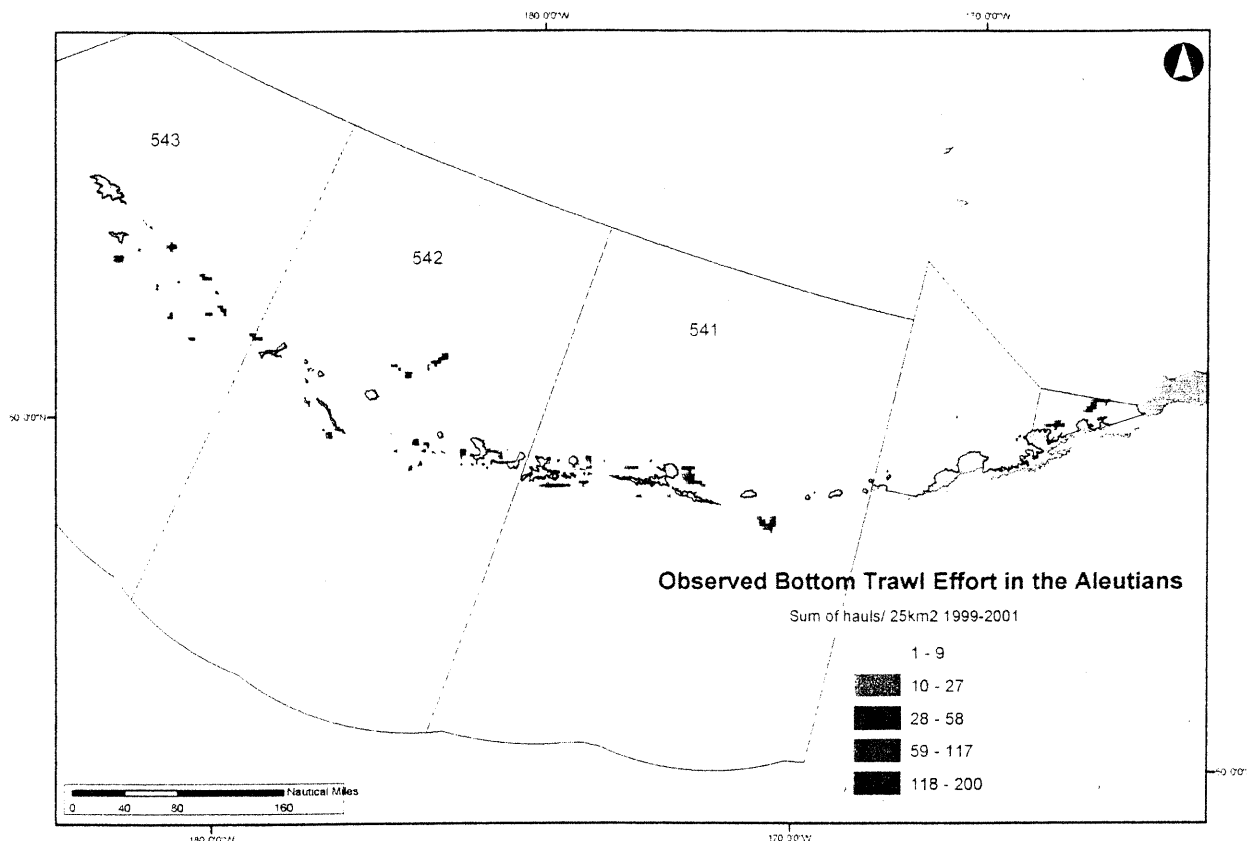 180°0'0"W
170°0'0"W
543
542
541
50°0'0"N
Observed Bottom Trawl Effort in the Aleutians
Sum of hauls/ 25km2 1999-2001
1 - 9
10 - 27
28 - 58
59 - 117
118 - 200
Nautical Miles
0 40 80 160
180°0'0"W
170°0'0"W